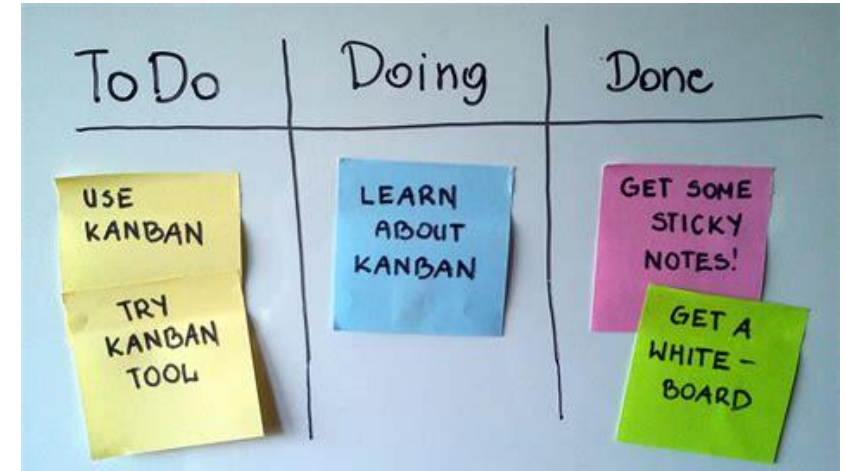 To Do
Doing
Done
USE
KANBAN
TRY
KANBAN
TOOL
LEARN
ABOUT
KANBAN
GET SOME
STICKY
NOTES!
GET A
WHITE-
BOARD